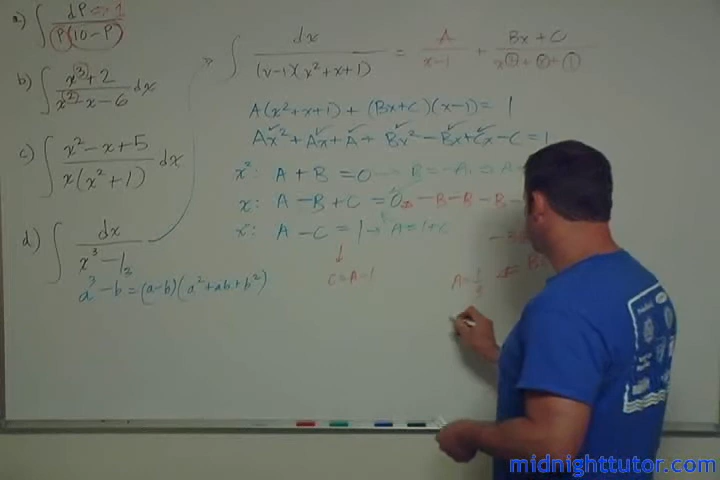 a) ∫ dP / P(10-P)
b) ∫ x³+2 / x² x-6 dx
c) ∫ x²-x+5 / x(x²+1) dx
d) ∫ dx / x³-1
a³-b³=(a-b)(a²+ab+b²)
» ∫ dx / (x-1)(x²+x+1) = A / x-1 + Bx+C / x²+x+1
A(x²+x+1)+(Bx+C)(x-1)=1
Ax²+Ax+A+Bx²-Bx+Cx-C=1
x²: A+B=0 → B=-A
x: A-B+C=0 -B-B-B
x⁰: A-C=1 → A=1+C
C=A-1
A=1/3
midnighttutor.com